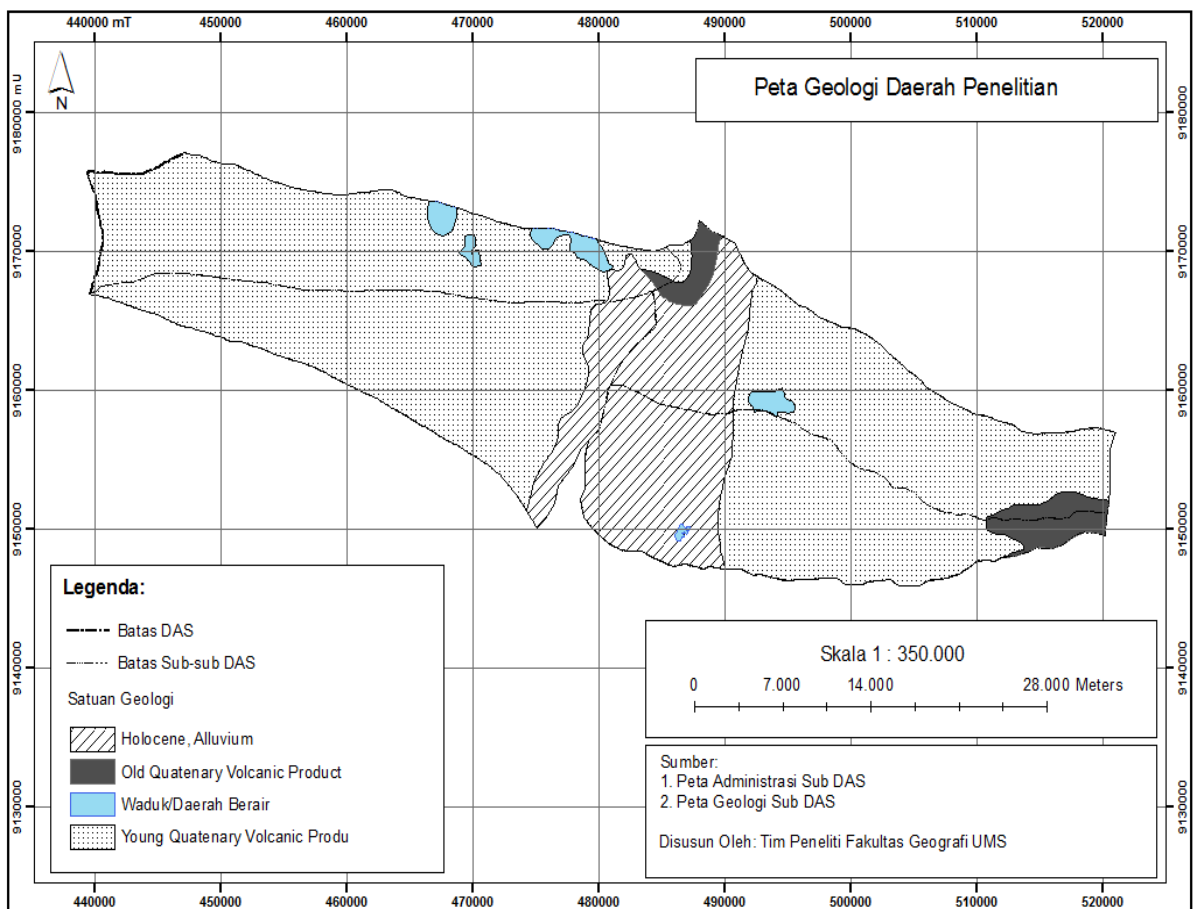 440000 mT 450000 460000 470000 480000 490000 500000 510000 520000
N
Peta Geologi Daerah Penelitian
9180000 mU
9170000
9160000
9150000
9140000
9130000
9180000
9170000
9160000
9150000
9140000
9130000
Legenda:
Batas DAS
Batas Sub-sub DAS
Satuan Geologi
Holocene, Alluvium
Old Quatenary Volcanic Product
Waduk/Daerah Berair
Young Quatenary Volcanic Produ
Skala 1 : 350.000
0 7.000 14.000 28.000 Meters
Sumber:
1. Peta Administrasi Sub DAS
2. Peta Geologi Sub DAS
Disusun Oleh: Tim Peneliti Fakultas Geografi UMS
440000 450000 460000 470000 480000 490000 500000 510000 520000